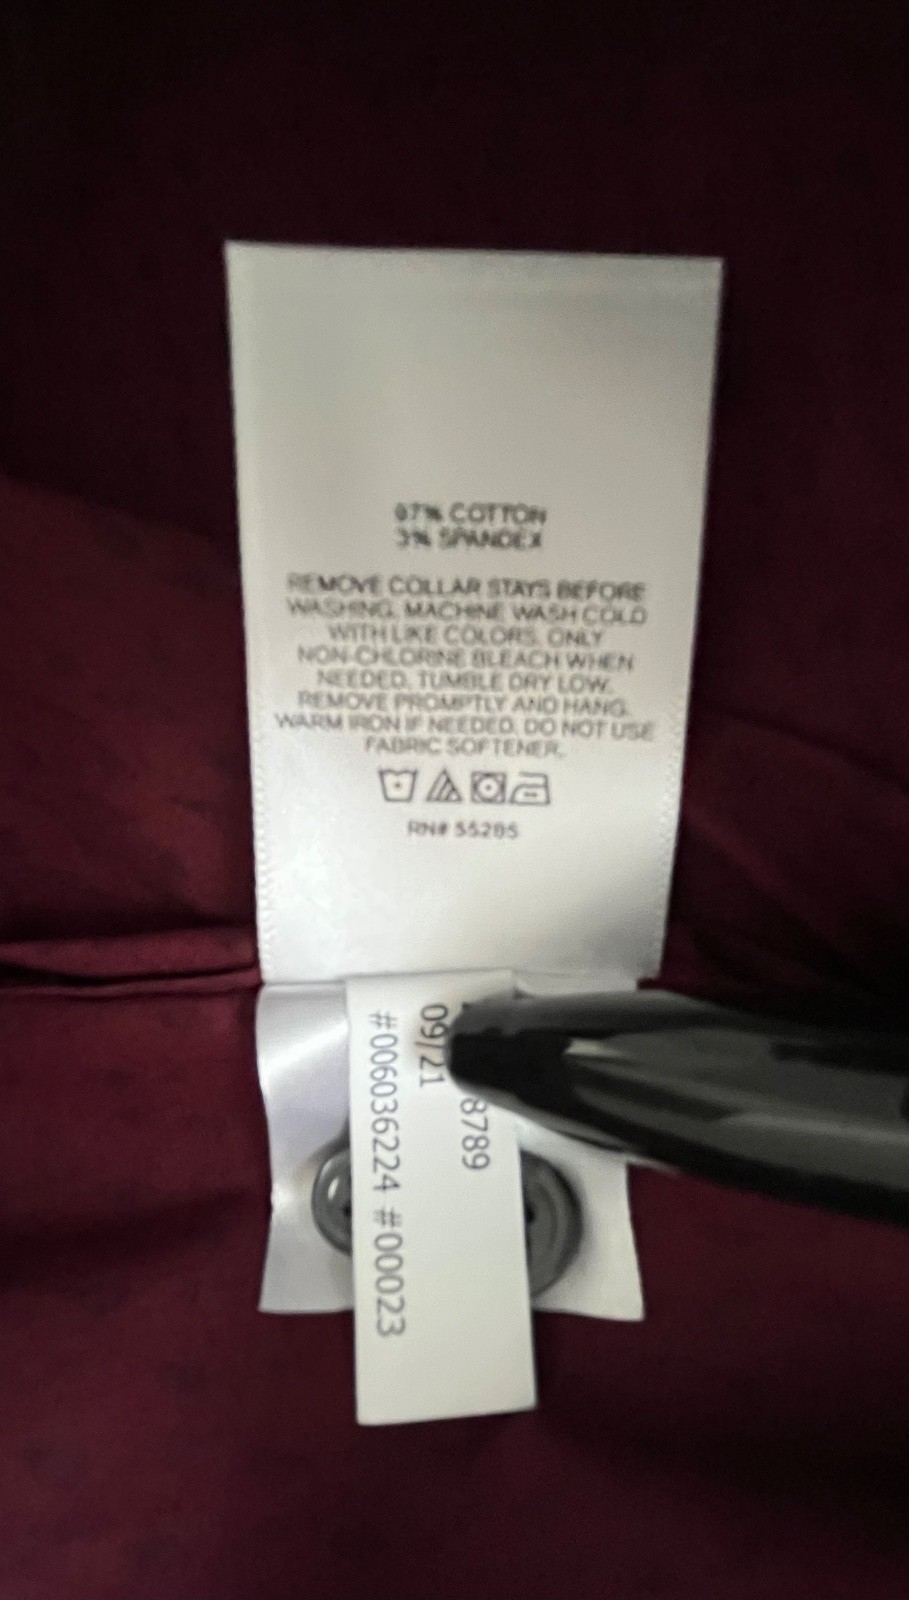 97% COTTON
3% SPANDEX
REMOVE COLLAR STAYS BEFORE
WASHING. MACHINE WASH COLD
WITH LIKE COLORS. ONLY
NON-CHLORINE BLEACH WHEN
NEEDED. TUMBLE DRY LOW.
REMOVE PROMPTLY AND HANG.
WARM IRON IF NEEDED. DO NOT USE
FABRIC SOFTENER.
RN# 55285
8789
09/21
#006036224 #00023